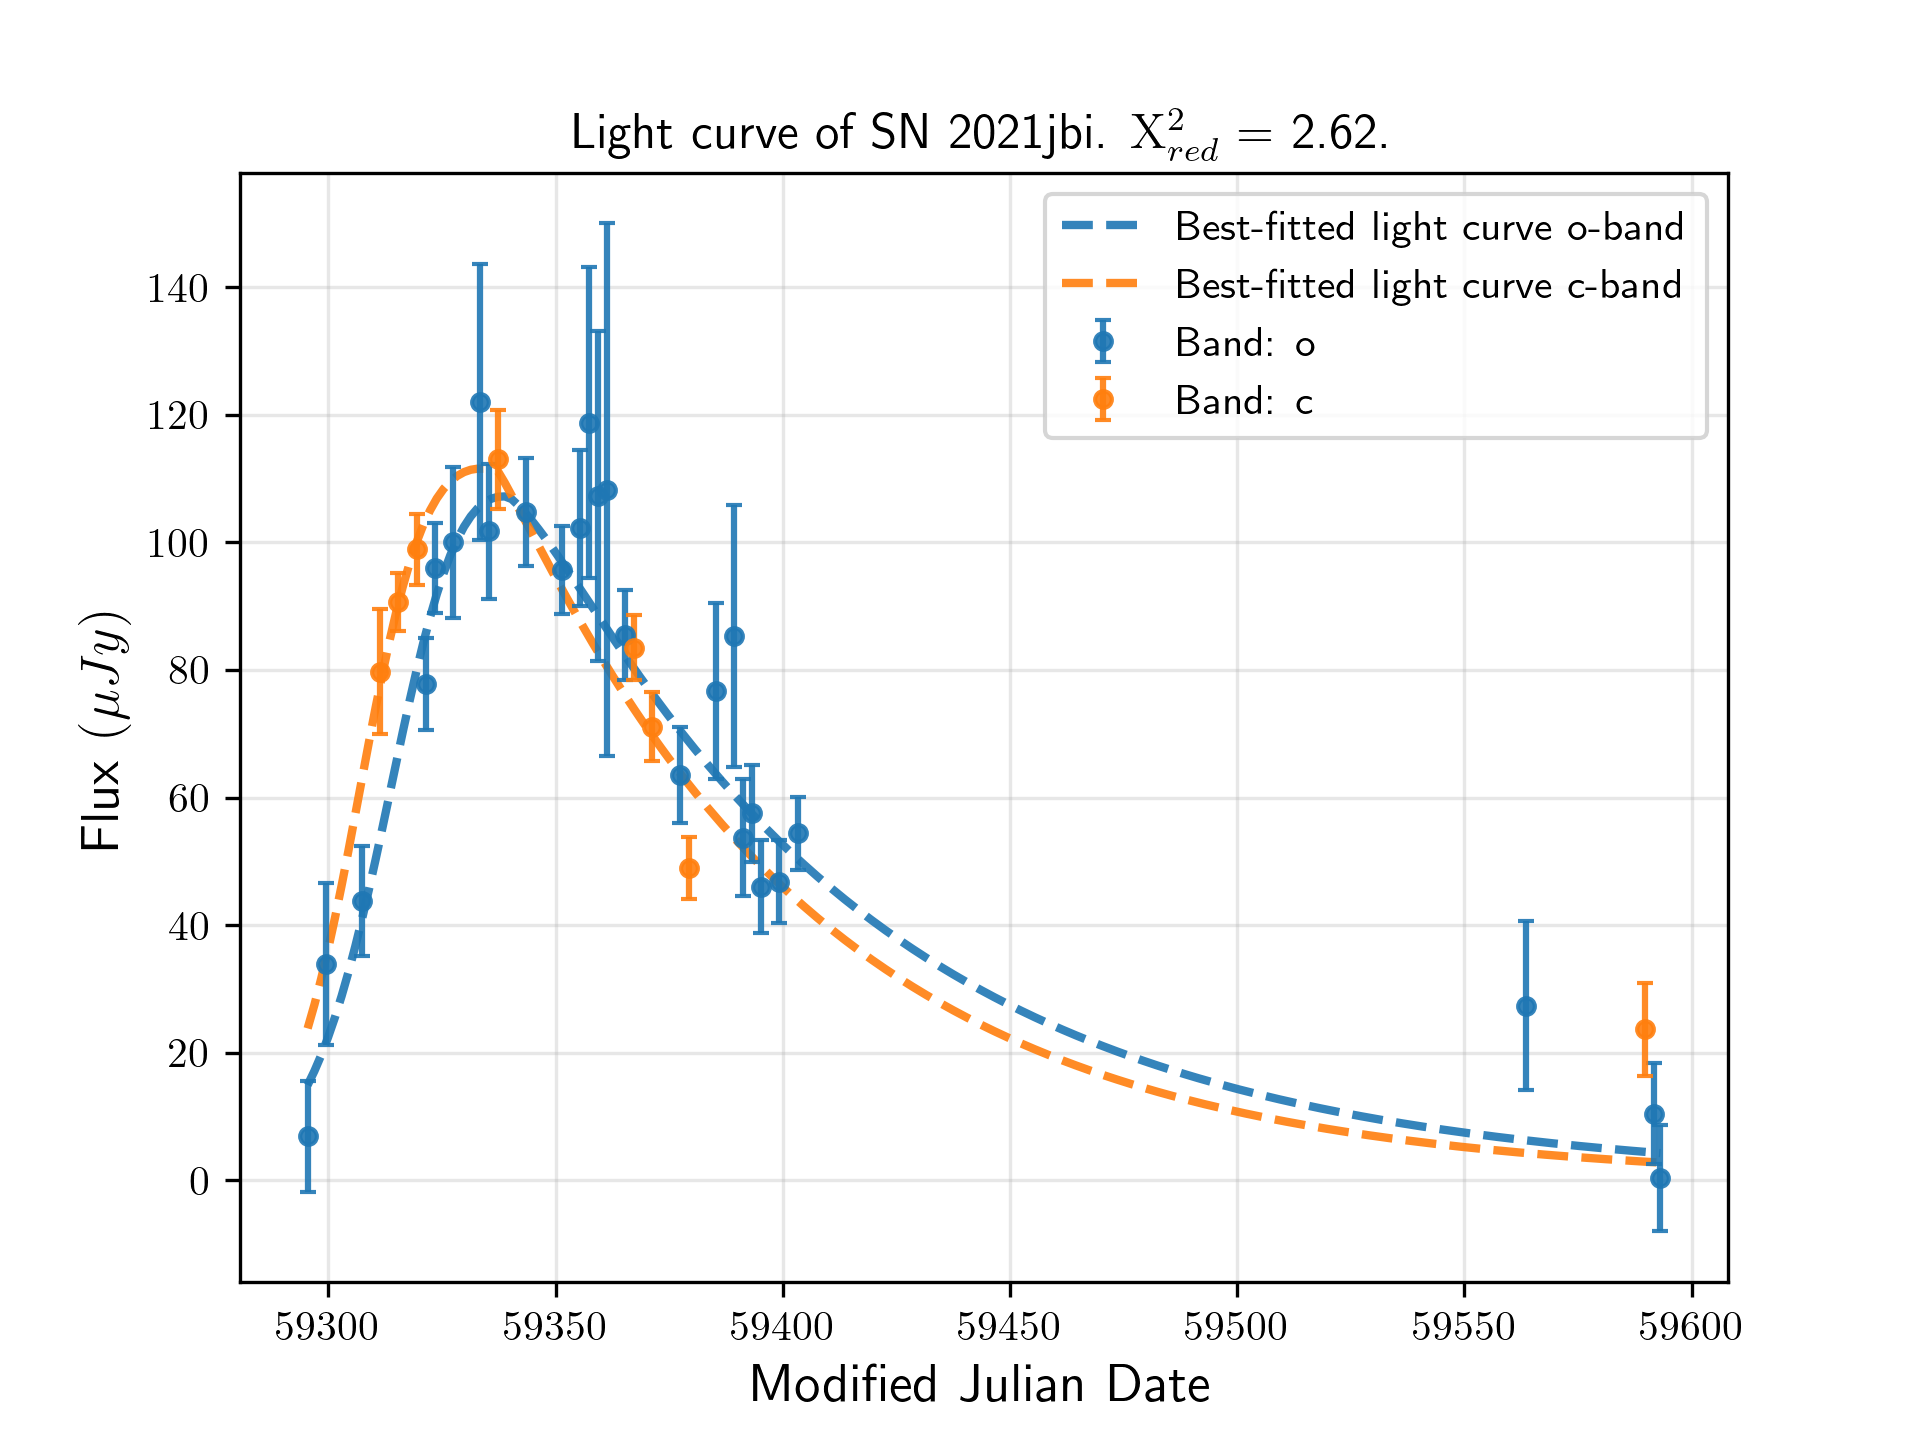 Light curve of SN 2021jbi. X²_red = 2.62.
Best-fitted light curve o-band
Best-fitted light curve c-band
Band: o
Band: c
140
120
100
80
60
40
20
0
Flux (μJy)
59300 59350 59400 59450 59500 59550 59600
Modified Julian Date